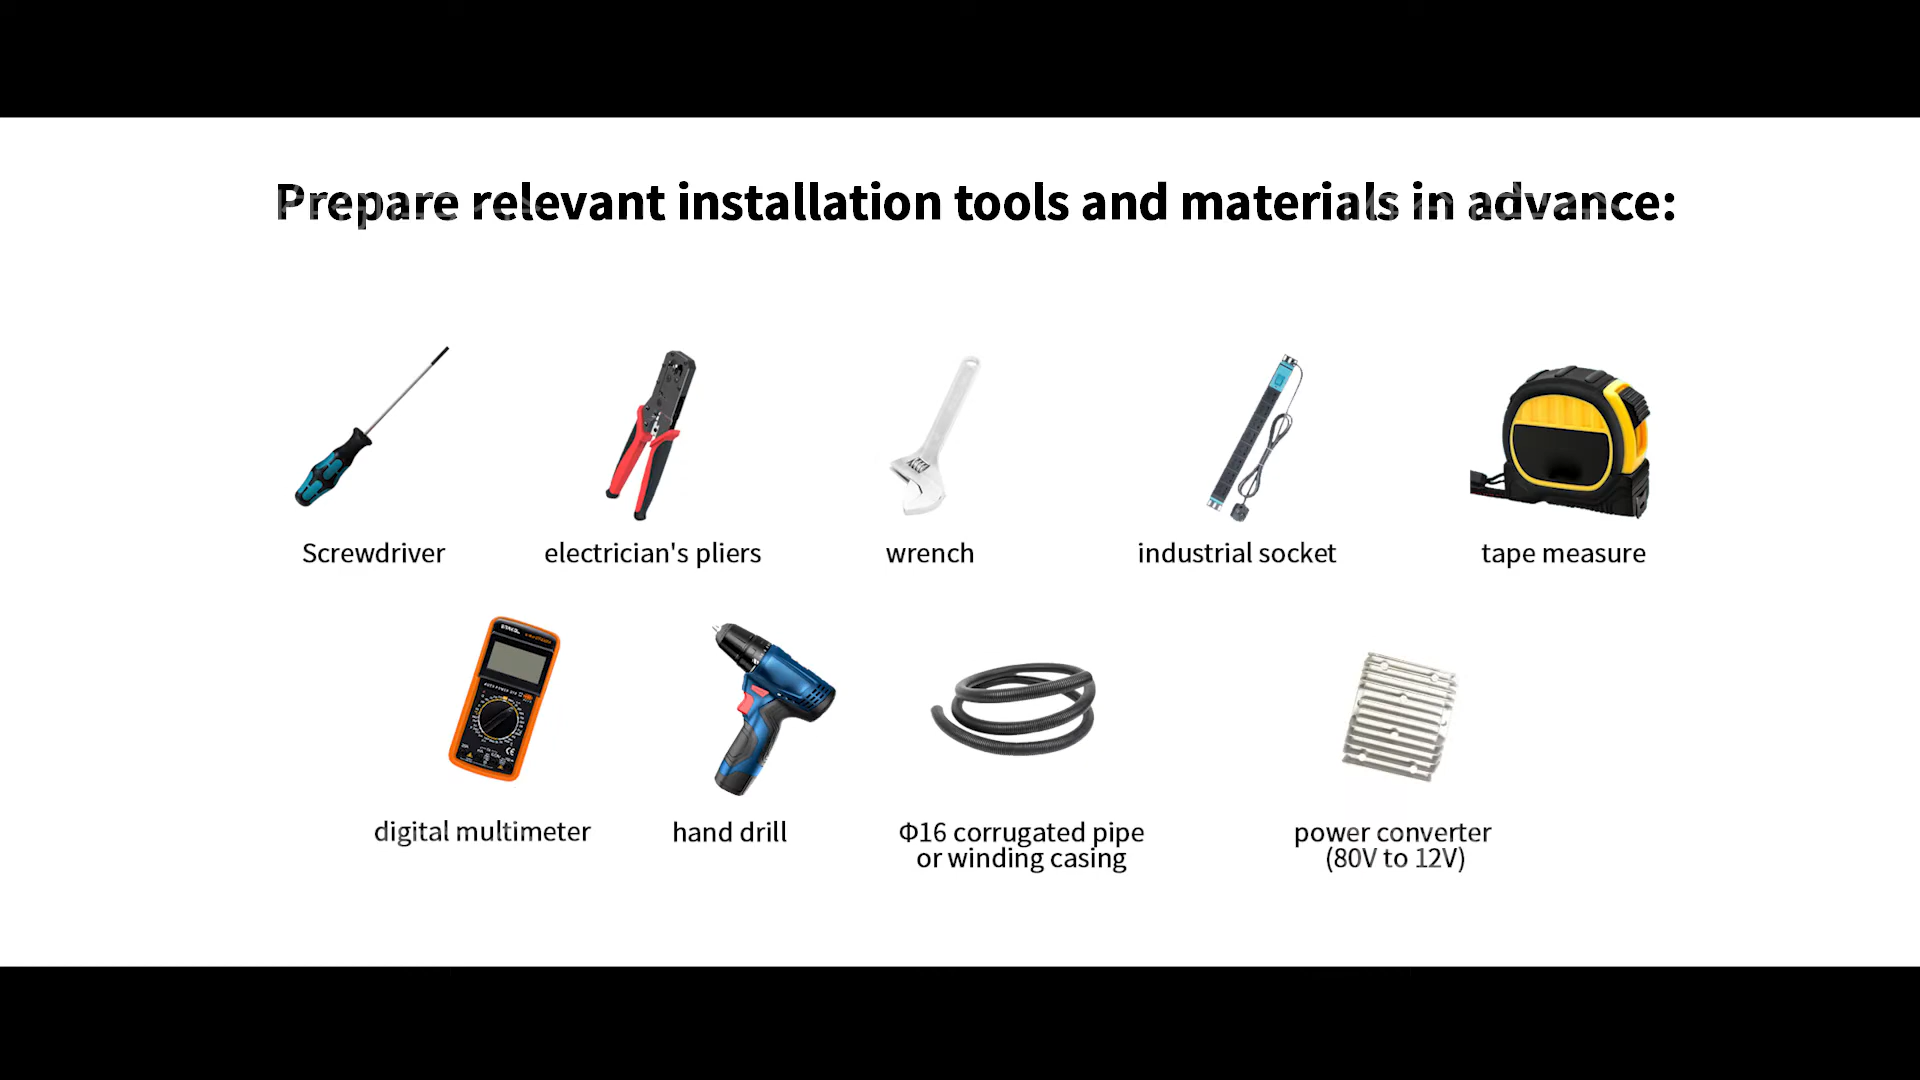 Prepare relevant installation tools and materials in advance:
Screwdriver
electrician's pliers
wrench
industrial socket
tape measure
digital multimeter
hand drill
Φ16 corrugated pipe
or winding casing
power converter
(80V to 12V)